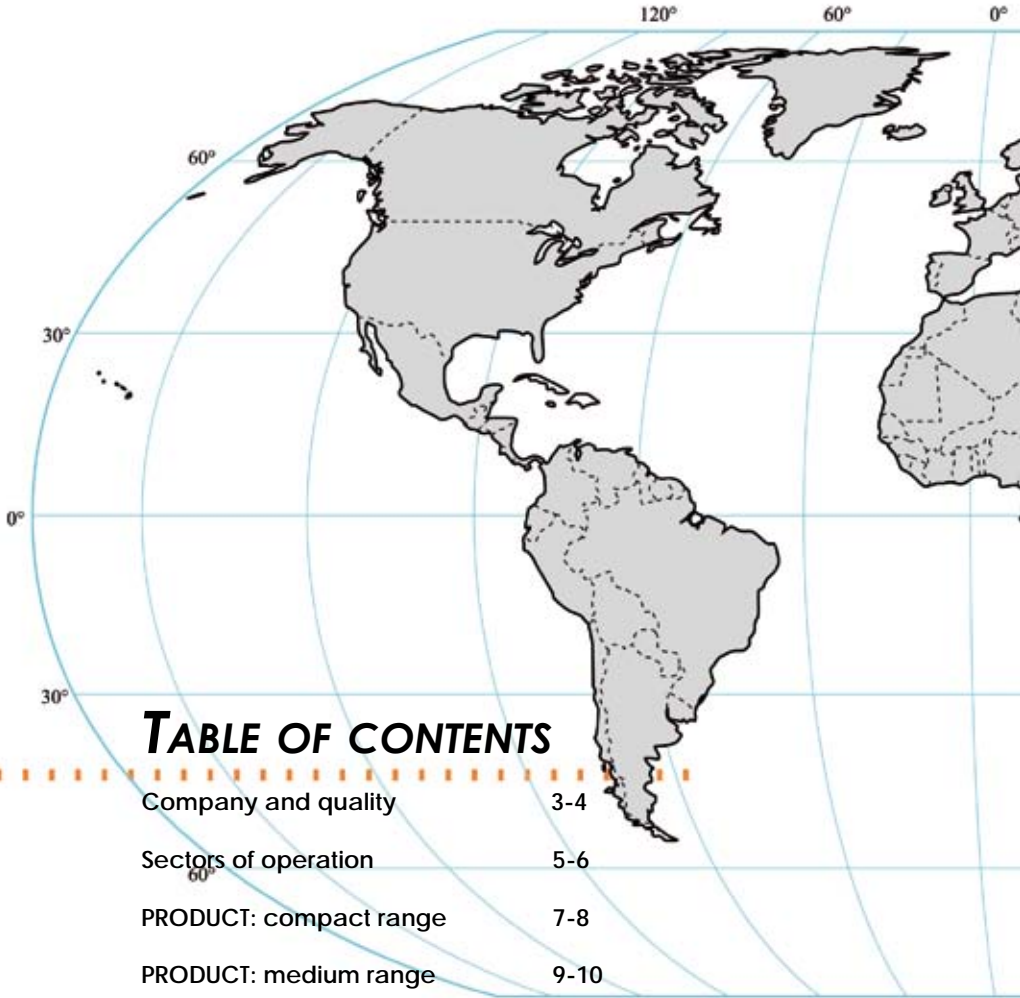 120° 60° 0°
60°
30°
0°
30°
TABLE OF CONTENTS
Company and quality 3-4
Sectors of operation 5-6
60°
PRODUCT: compact range 7-8
PRODUCT: medium range 9-10